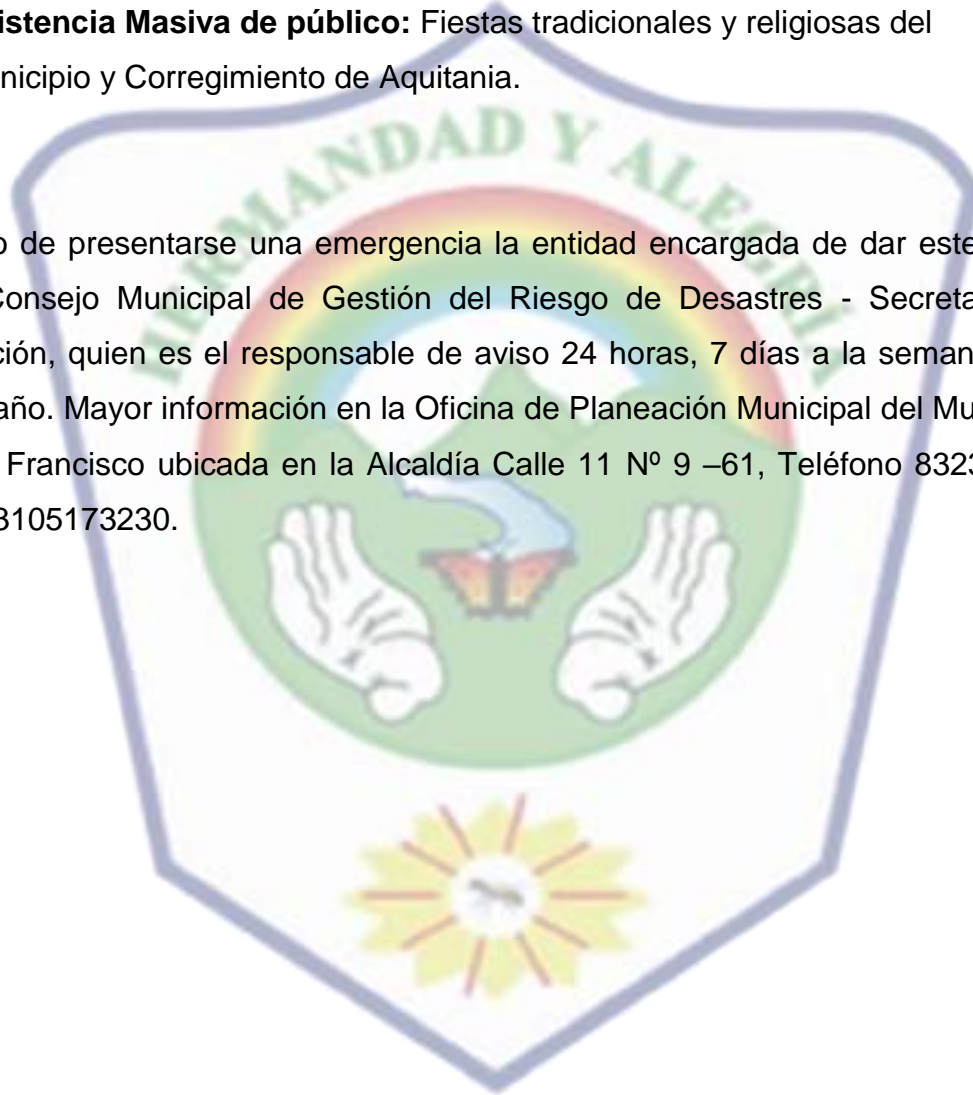 istencia Masiva de público: Fiestas tradicionales y religiosas del
nicipio y Corregimiento de Aquitania.
HERMANDAD Y ALEGRÍA
o de presentarse una emergencia la entidad encargada de dar este
Consejo Municipal de Gestión del Riesgo de Desastres - Secreta
ción, quien es el responsable de aviso 24 horas, 7 días a la seman
año. Mayor información en la Oficina de Planeación Municipal del Mu
Francisco ubicada en la Alcaldía Calle 11 Nº 9 –61, Teléfono 8323
3105173230.